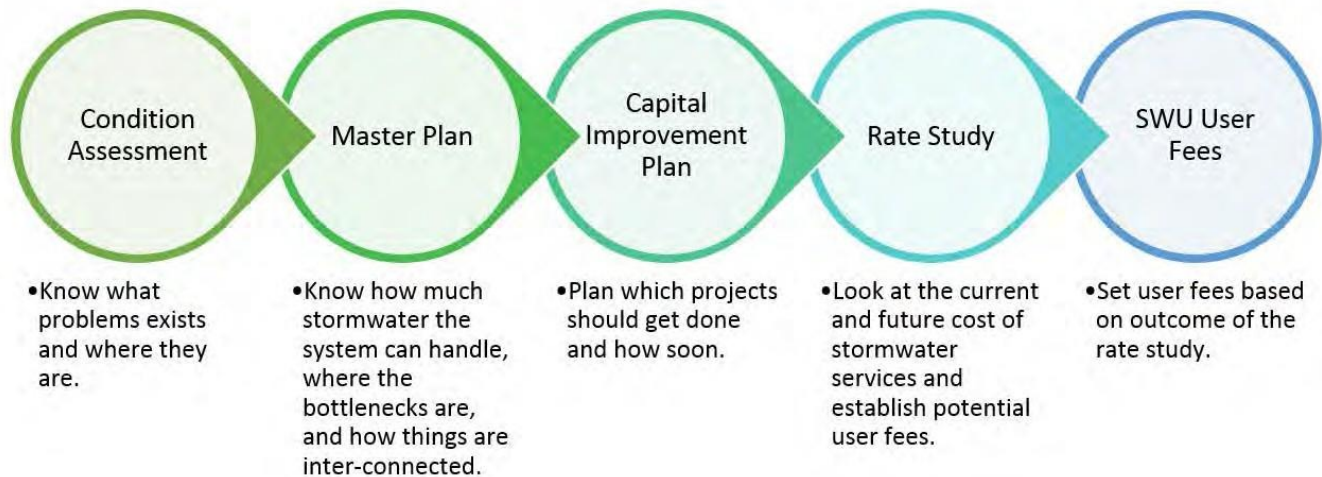 Condition
Assessment
Master Plan
Capital
Improvement
Plan
Rate Study
SWU User
Fees
•Know what
problems exists
and where they
are.
•Know how much
stormwater the
system can handle,
where the
bottlenecks are,
and how things are
inter-connected.
•Plan which projects
should get done
and how soon.
•Look at the current
and future cost of
stormwater
services and
establish potential
user fees.
•Set user fees based
on outcome of the
rate study.